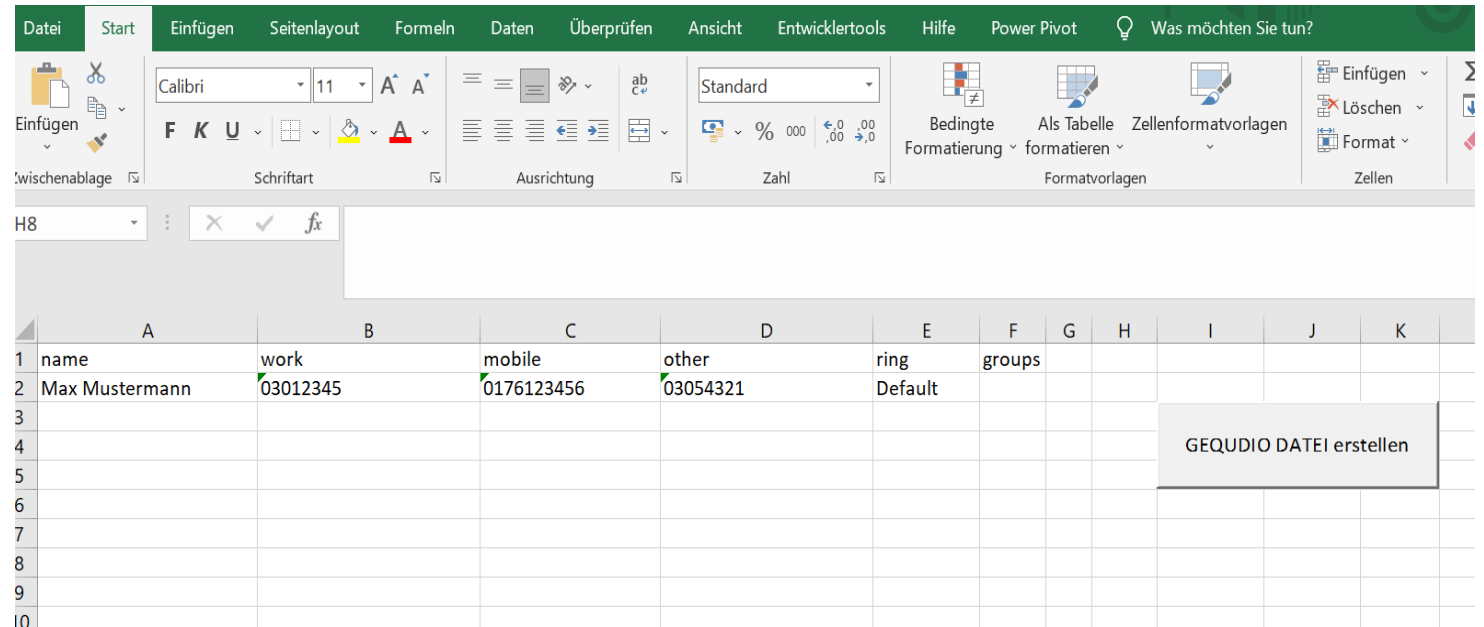 Datei Start Einfügen Seitenlayout Formeln Daten Überprüfen Ansicht Entwicklertools Hilfe Power Pivot Was möchten Sie tun?
Einfügen
Calibri 11 A A
F K U A
ab
Standard
% 000 ,00
Bedingte
Formatierung
Als Tabelle
formatieren
Zellenformatvorlagen
Einfügen
Löschen
Format
Zwischenablage Schriftart Ausrichtung Zahl Formatvorlagen Zellen
H8 fx
A B C D E F G H I J K
1 name work mobile other ring groups
2 Max Mustermann 03012345 0176123456 03054321 Default
3
4 GEQUDIO DATEI erstellen
5
6
7
8
9
10